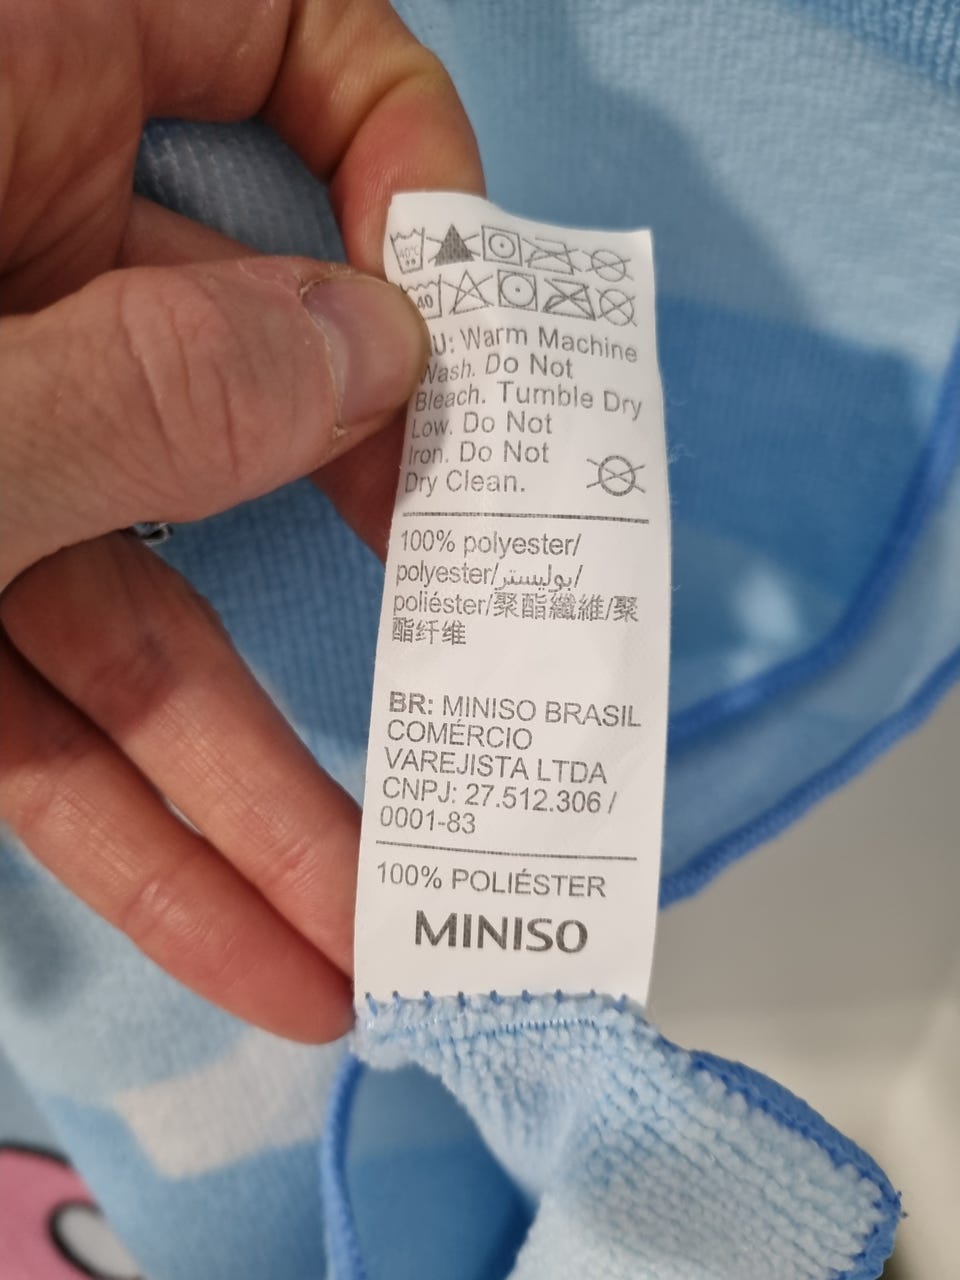 40°C
40
U: Warm Machine
Wash. Do Not
Bleach. Tumble Dry
Low. Do Not
Iron. Do Not
Dry Clean.
100% polyester/
polyester/بوليستر/
poliéster/聚酯纖維/聚
酯纤维
BR: MINISO BRASIL
COMÉRCIO
VAREJISTA LTDA
CNPJ: 27.512.306 /
0001-83
100% POLIÉSTER
MINISO